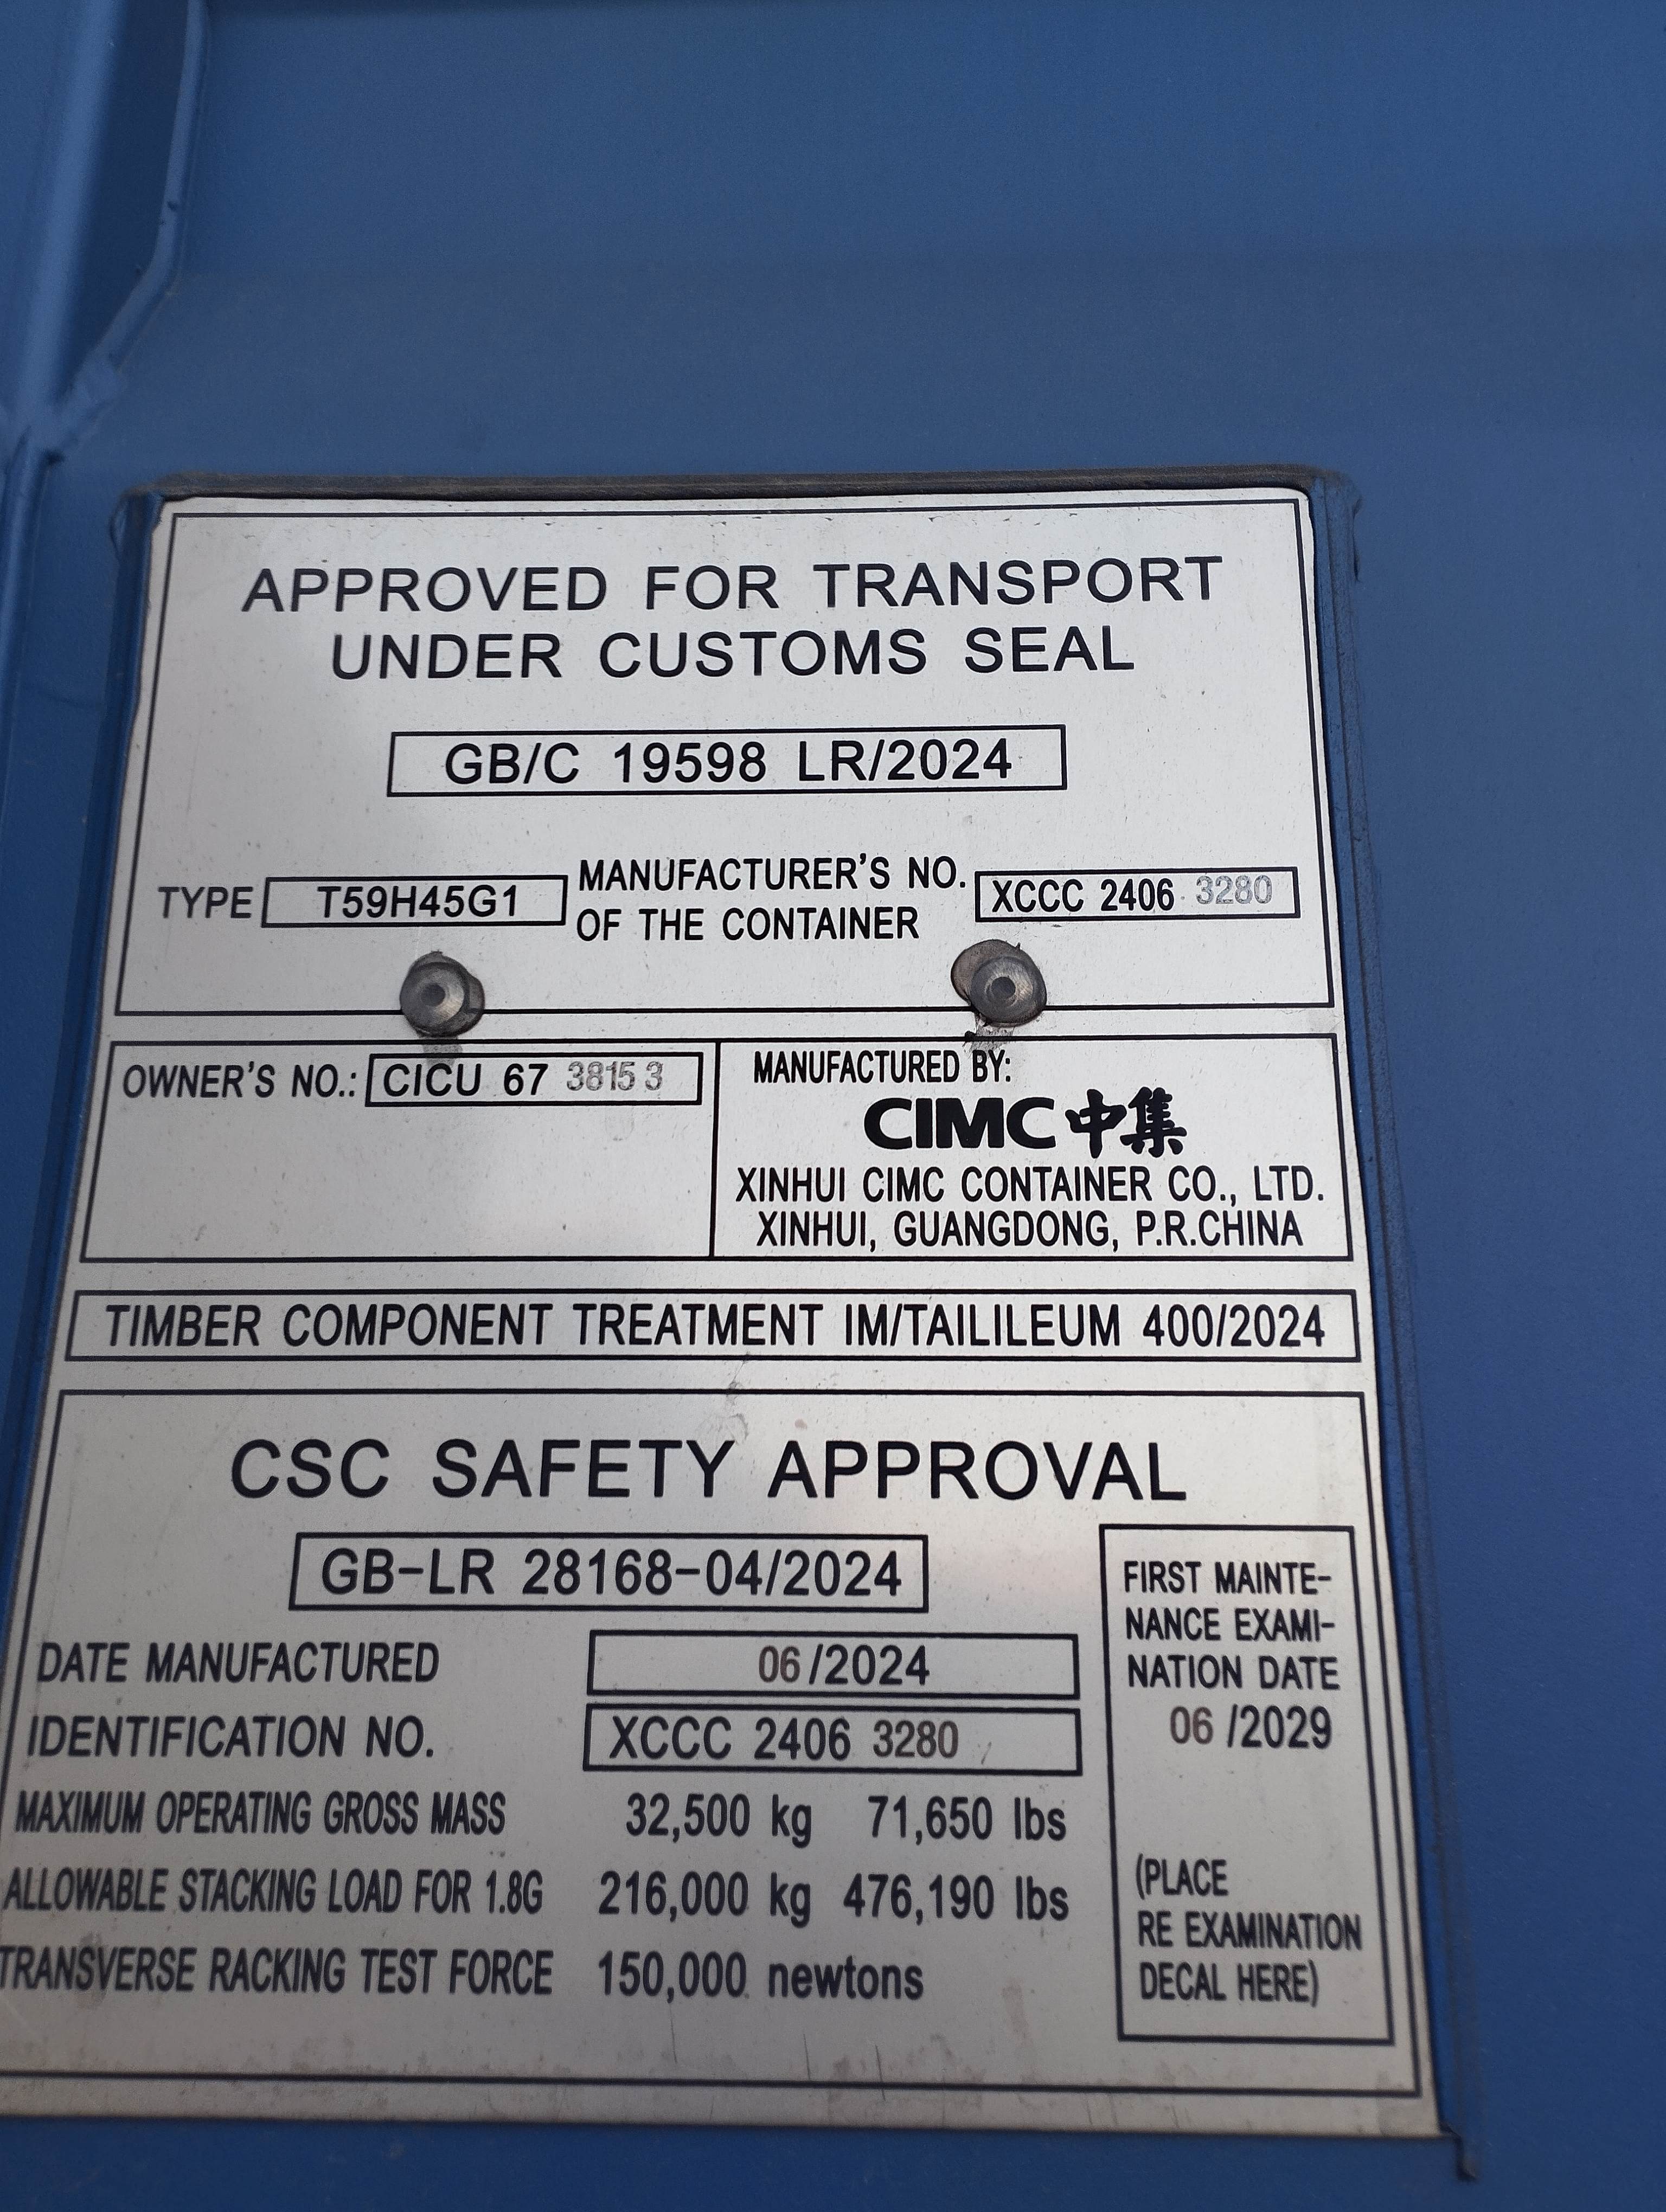 APPROVED FOR TRANSPORT
UNDER CUSTOMS SEAL
GB/C 19598 LR/2024
TYPE T59H45G1 MANUFACTURER'S NO. OF THE CONTAINER XCCC 2406 3280
OWNER'S NO.: CICU 67 3815 3
MANUFACTURED BY:
CIMC 中集
XINHUI CIMC CONTAINER CO., LTD.
XINHUI, GUANGDONG, P.R.CHINA
TIMBER COMPONENT TREATMENT IM/TAILILEUM 400/2024
CSC SAFETY APPROVAL
GB-LR 28168-04/2024
DATE MANUFACTURED 06/2024
IDENTIFICATION NO. XCCC 2406 3280
MAXIMUM OPERATING GROSS MASS 32,500 kg 71,650 lbs
ALLOWABLE STACKING LOAD FOR 1.8G 216,000 kg 476,190 lbs
TRANSVERSE RACKING TEST FORCE 150,000 newtons
FIRST MAINTE-
NANCE EXAMI-
NATION DATE
06 /2029
(PLACE
RE EXAMINATION
DECAL HERE)